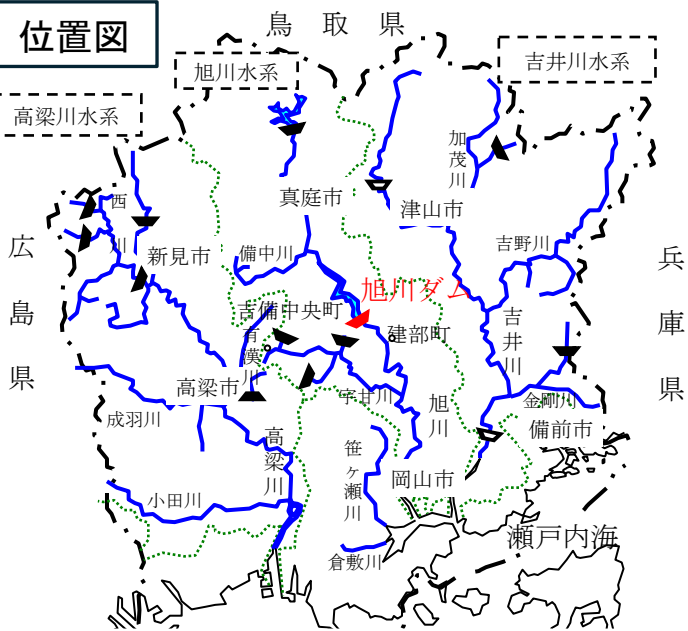 位置図
鳥取県
旭川水系
吉井川水系
高梁川水系
加茂川
西川
真庭市
津山市
広島県
新見市
備中川
吉野川
兵庫県
旭川ダム
吉備中央町
建部町
吉井川
有漢川
高梁市
宇甘川
旭川
金剛川
成羽川
備前市
高梁川
笹ヶ瀬川
岡山市
小田川
瀬戸内海
倉敷川